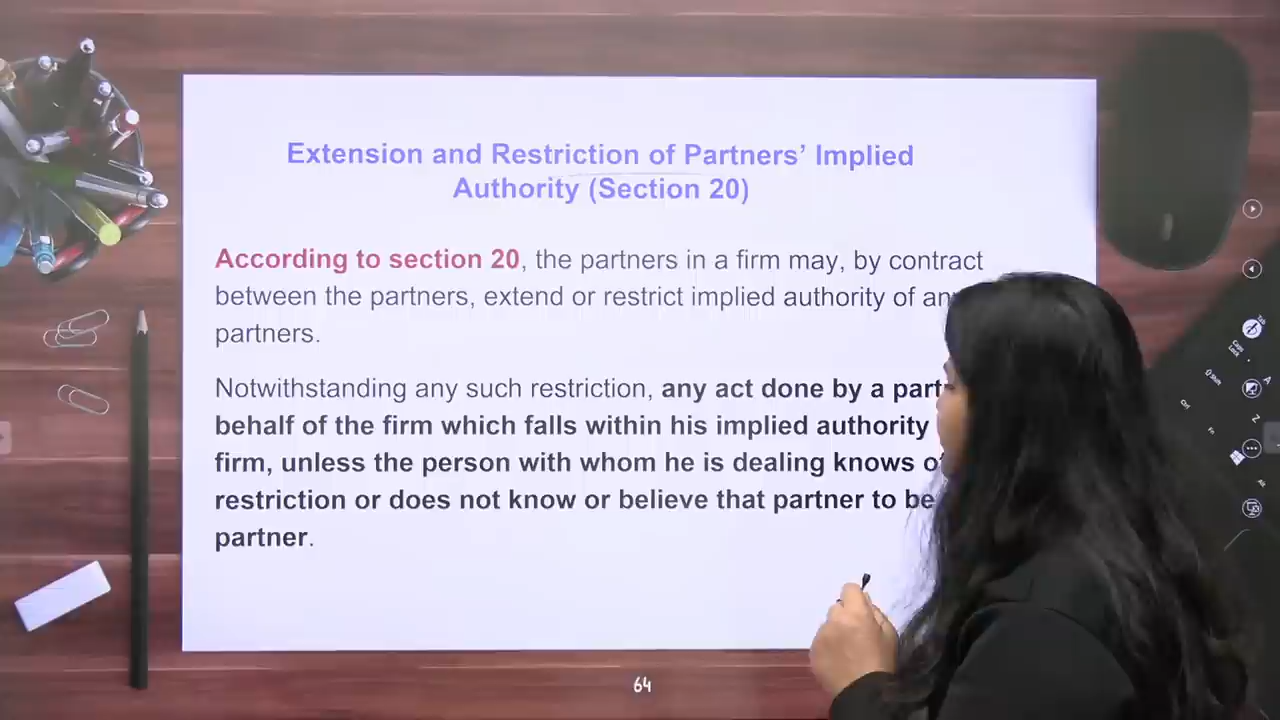 Extension and Restriction of Partners’ Implied
Authority (Section 20)
According to section 20, the partners in a firm may, by contract
between the partners, extend or restrict implied authority of
partners.
Notwithstanding any such restriction, any act done by a
behalf of the firm which falls within his implied authority
firm, unless the person with whom he is dealing knows
restriction or does not know or believe that partner to be
partner.
64